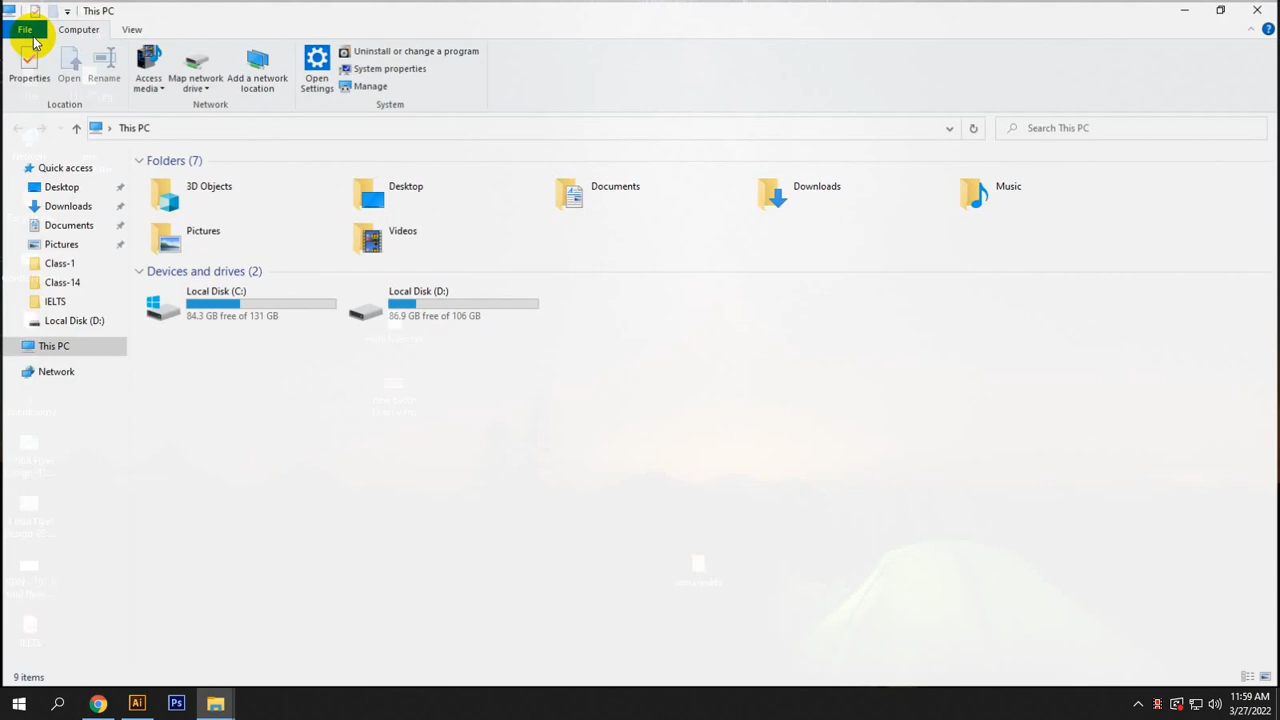 This PC
File Computer View
Properties Open Rename Access media Map network drive Add a network location Open Settings Uninstall or change a program
System properties
Manage
Location Network System
This PC Search This PC
Quick access
Desktop
Downloads
Documents
Pictures
Class-1
Class-14
IELTS
Local Disk (D:)
This PC
Network
Folders (7)
3D Objects Desktop Documents Downloads Music
Pictures Videos
Devices and drives (2)
Local Disk (C:) Local Disk (D:)
84.3 GB free of 131 GB 86.9 GB free of 106 GB
IELTS
9 items
Ai Ps
11:59 AM
3/27/2022